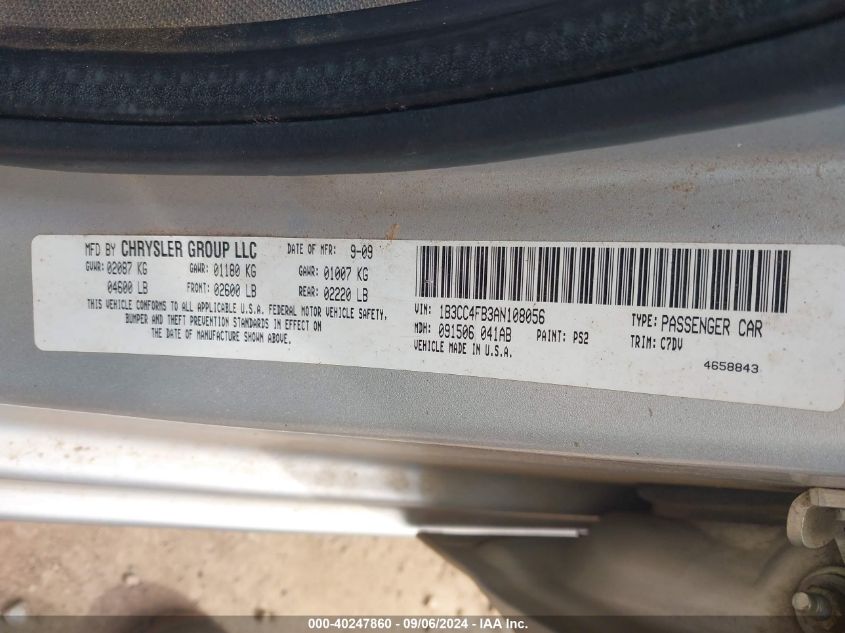 MFD BY CHRYSLER GROUP LLC DATE OF MFR: 9-09
GVWR: 02087 KG GAWR: 01180 KG GAWR: 01007 KG
04600 LB FRONT: 02600 LB REAR: 02220 LB
THIS VEHICLE CONFORMS TO ALL APPLICABLE U.S.A. FEDERAL MOTOR VEHICLE SAFETY,
BUMPER AND THEFT PREVENTION STANDARDS IN EFFECT ON
THE DATE OF MANUFACTURE SHOWN ABOVE.
VIN: 1B3CC4FB3AN108056 TYPE: PASSENGER CAR
MDH: 091506 041AB PAINT: PS2 TRIM: C7DV
VEHICLE MADE IN U.S.A.
4658843
000-40247860 - 09/06/2024 - IAA Inc.